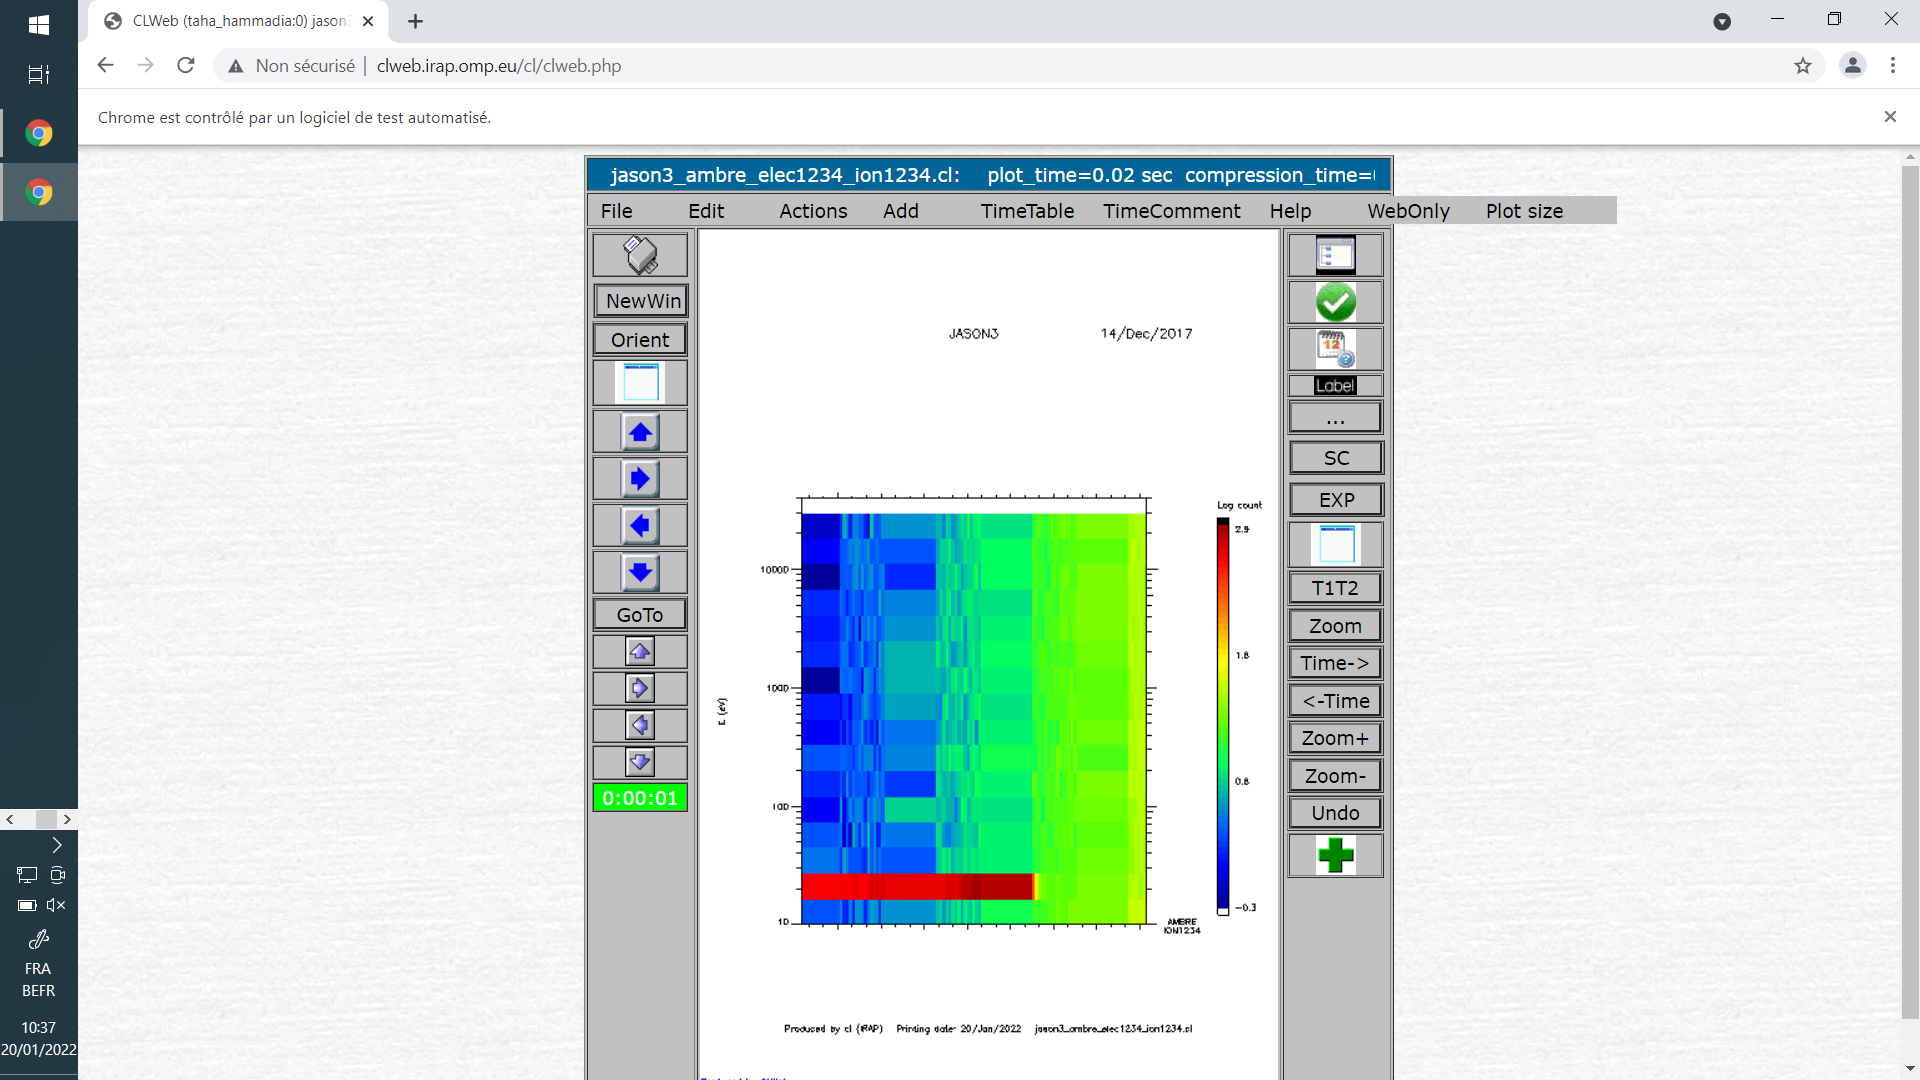 CLWeb (taha_hammadia:0) jason3
Non sécurisé | clweb.irap.omp.eu/cl/clweb.php
Chrome est contrôlé par un logiciel de test automatisé.
jason3_ambre_elec1234_ion1234.cl: plot_time=0.02 sec compression_time=
File Edit Actions Add TimeTable TimeComment Help WebOnly Plot size
NewWin
Orient
GoTo
0:00:01
JASON3 14/Dec/2017
Log count
2.9
1.8
0.8
-0.3
10000
1000
100
10
E (eV)
AMBRE
ION1234
Produced by cl (IRAP) Printing date: 20/Jan/2022 jason3_ambre_elec1234_ion1234.cl
12
Label
...
SC
EXP
T1T2
Zoom
Time->
<-Time
Zoom+
Zoom-
Undo
FRA
BEFR
10:37
20/01/2022